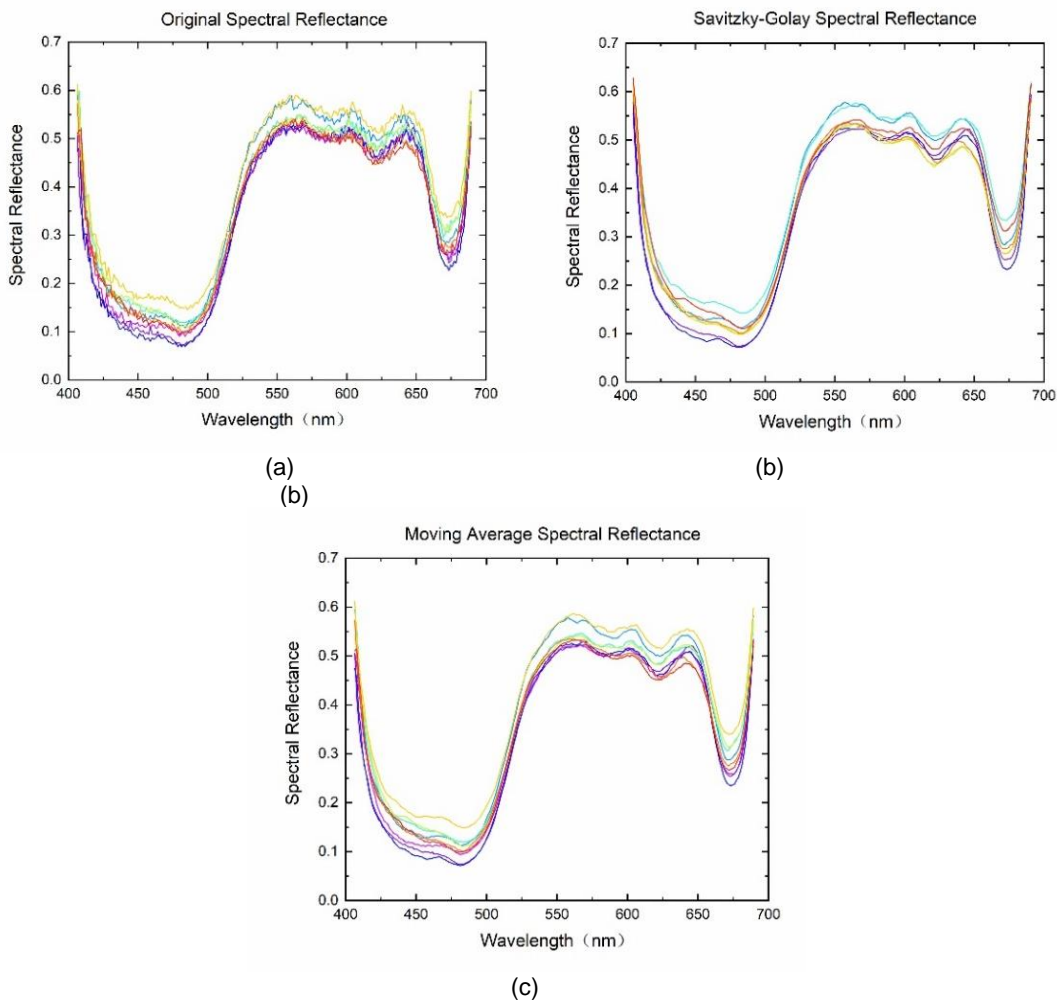 Original Spectral Reflectance
0.7
0.6
0.5
0.4
0.3
0.2
0.1
0.0
Spectral Reflectance
400 450 500 550 600 650 700
Wavelength（nm）
(a)
Savitzky-Golay Spectral Reflectance
0.7
0.6
0.5
0.4
0.3
0.2
0.1
0.0
Spectral Reflectance
400 450 500 550 600 650 700
Wavelength（nm）
(b)
(b)
Moving Average Spectral Reflectance
0.7
0.6
0.5
0.4
0.3
0.2
0.1
0.0
Spectral Reflectance
400 450 500 550 600 650 700
Wavelength（nm）
(c)